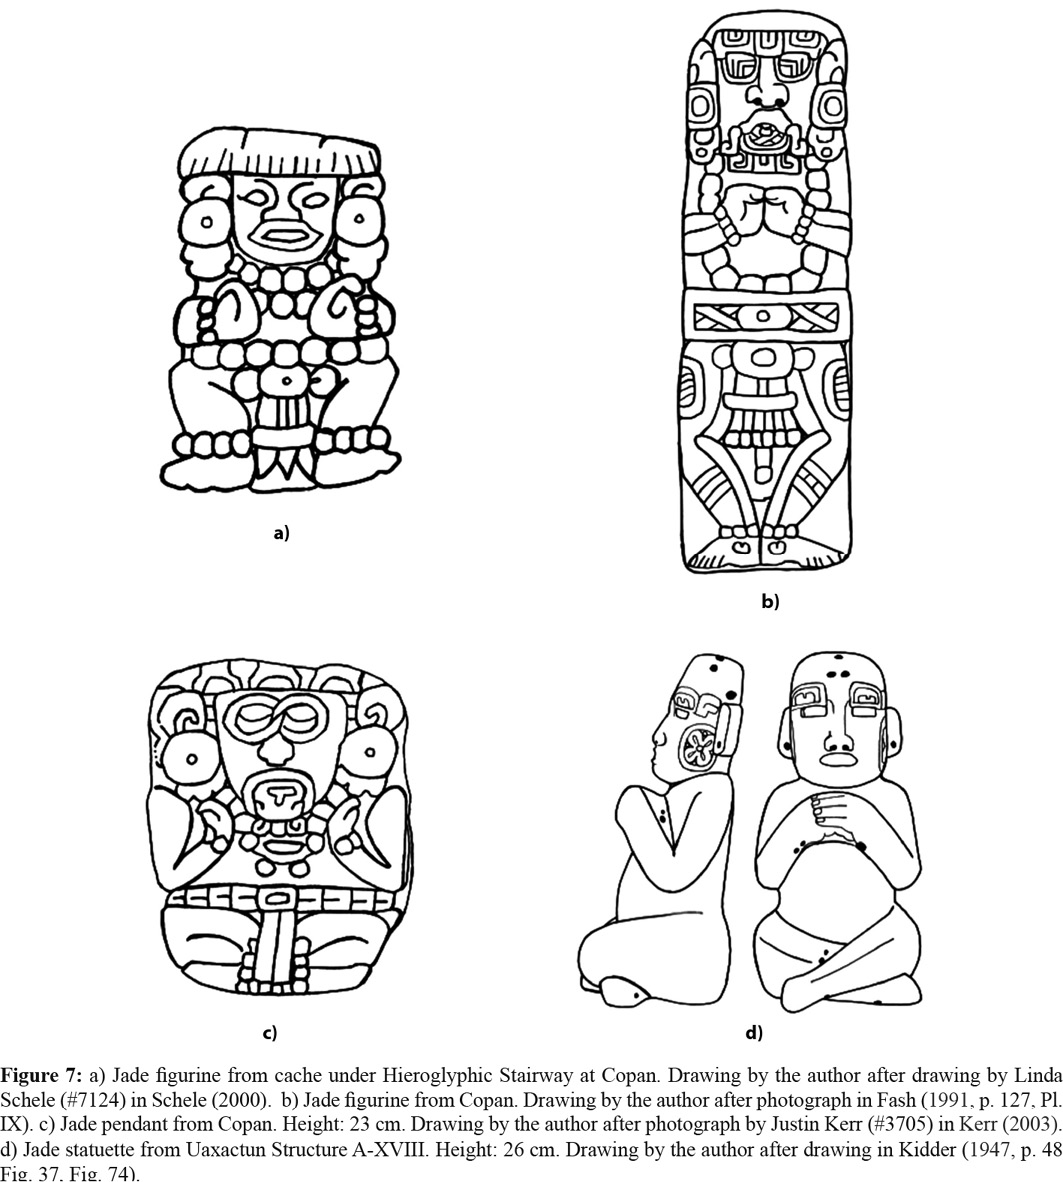 a)
b)
c)
d)
Figure 7: a) Jade figurine from cache under Hieroglyphic Stairway at Copan. Drawing by the author after drawing by Linda
Schele (#7124) in Schele (2000). b) Jade figurine from Copan. Drawing by the author after photograph in Fash (1991, p. 127, Pl.
IX). c) Jade pendant from Copan. Height: 23 cm. Drawing by the author after photograph by Justin Kerr (#3705) in Kerr (2003).
d) Jade statuette from Uaxactun Structure A-XVIII. Height: 26 cm. Drawing by the author after drawing in Kidder (1947, p. 48
Fig. 37, Fig. 74).